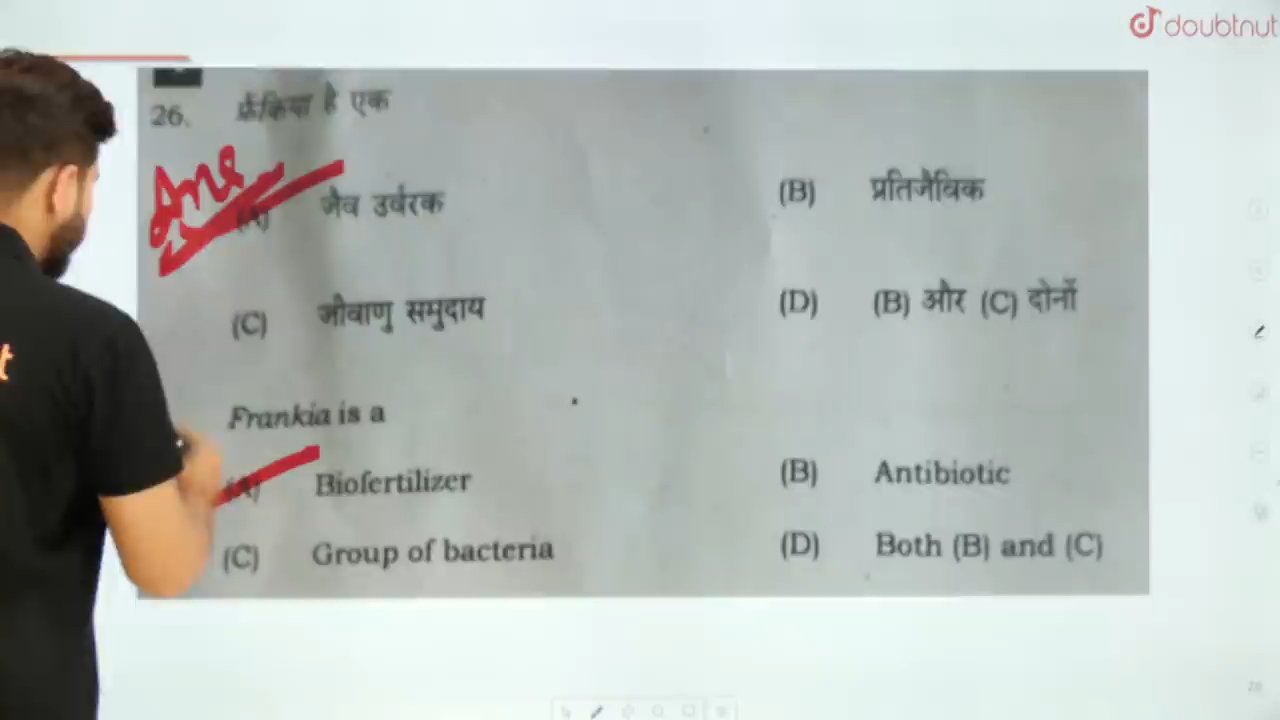 doubtnut
26. फ्रैंकिया है एक
Ans
(A) जैव उर्वरक (B) प्रतिजैविक
(C) जीवाणु समुदाय (D) (B) और (C) दोनों
Frankia is a
(A) Biofertilizer (B) Antibiotic
(C) Group of bacteria (D) Both (B) and (C)
t